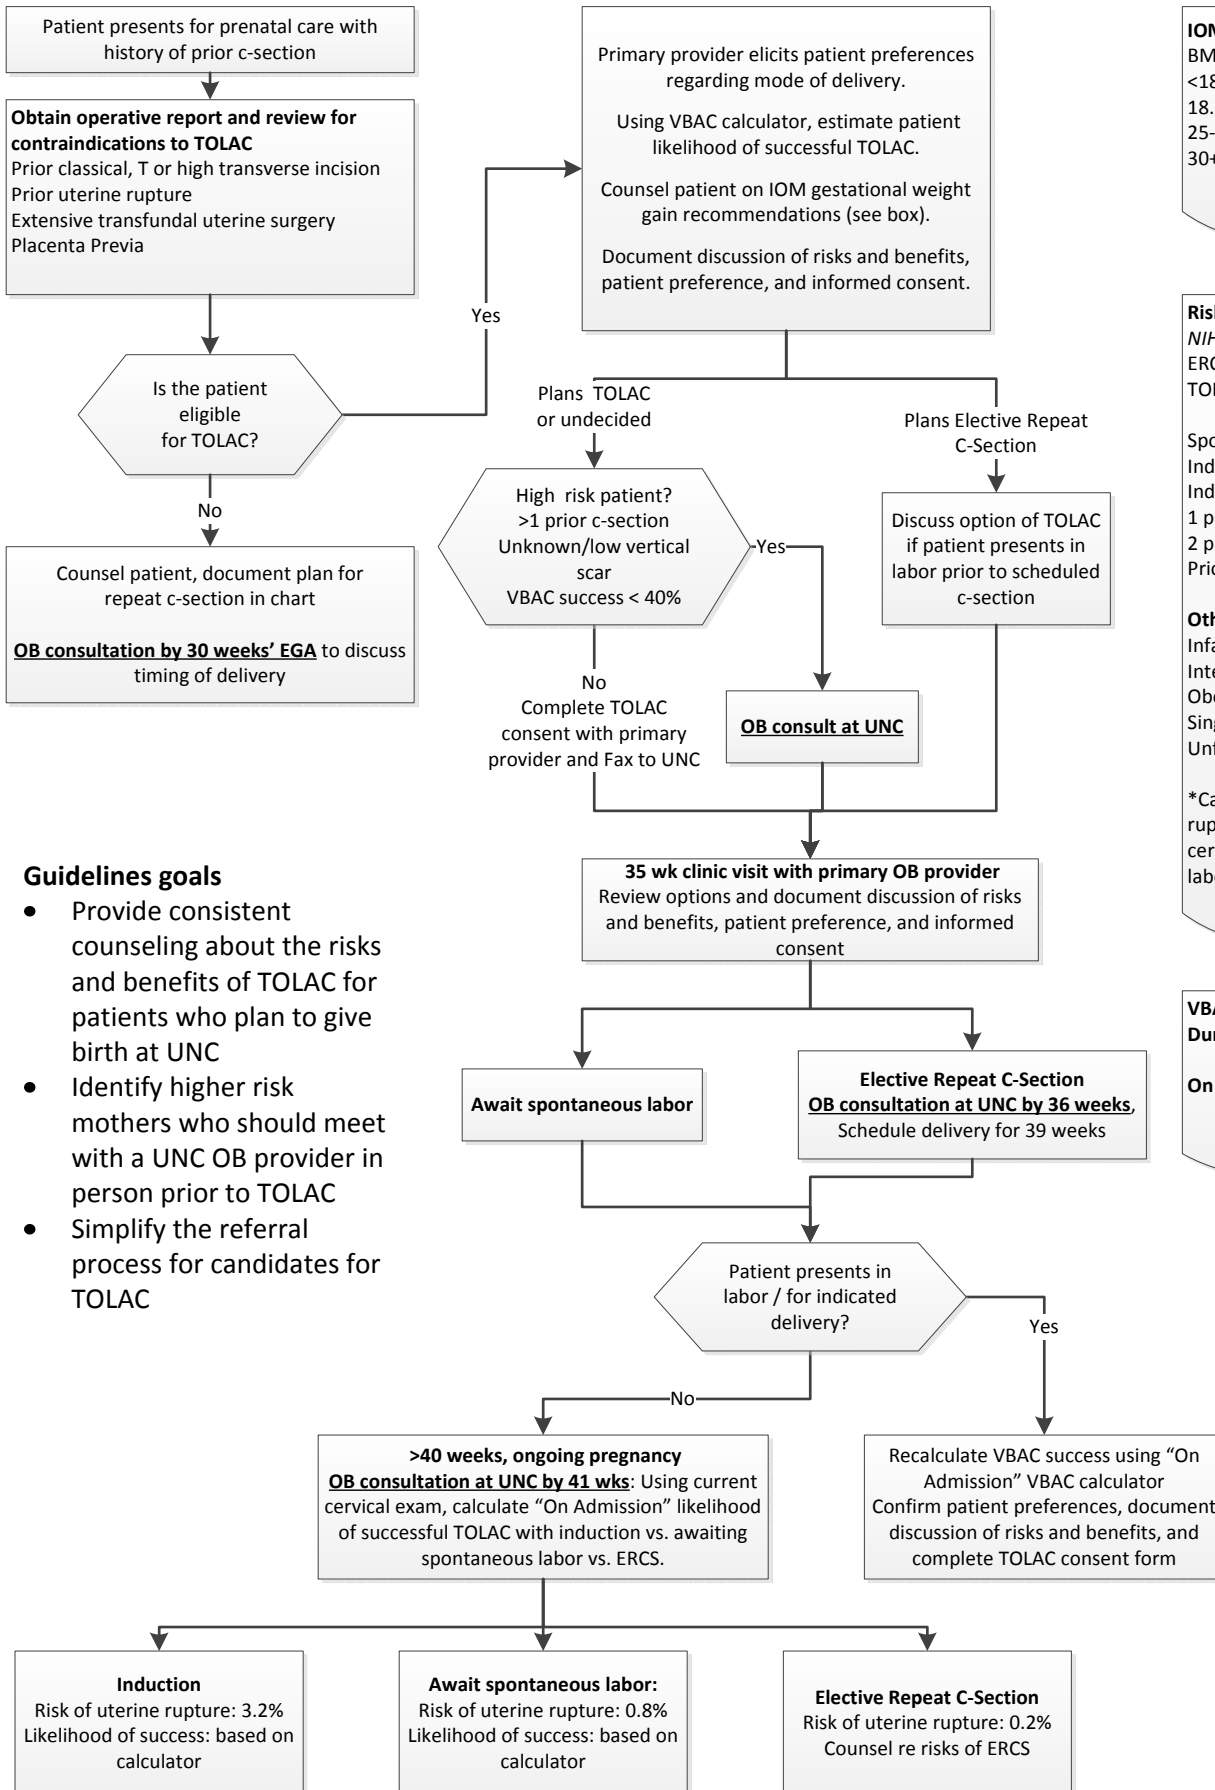 Patient presents for prenatal care with
history of prior c-section
Obtain operative report and review for
contraindications to TOLAC
Prior classical, T or high transverse incision
Prior uterine rupture
Extensive transfundal uterine surgery
Placenta Previa
Is the patient
eligible
for TOLAC?
Yes
No
Counsel patient, document plan for
repeat c-section in chart
OB consultation by 30 weeks’ EGA to discuss
timing of delivery
Primary provider elicits patient preferences
regarding mode of delivery.
Using VBAC calculator, estimate patient
likelihood of successful TOLAC.
Counsel patient on IOM gestational weight
gain recommendations (see box).
Document discussion of risks and benefits,
patient preference, and informed consent.
Plans TOLAC
or undecided
Plans Elective Repeat
C-Section
High risk patient?
>1 prior c-section
Unknown/low vertical
scar
VBAC success < 40%
Yes
Discuss option of TOLAC
if patient presents in
labor prior to scheduled
c-section
No
Complete TOLAC
consent with primary
provider and Fax to UNC
OB consult at UNC
35 wk clinic visit with primary OB provider
Review options and document discussion of risks
and benefits, patient preference, and informed
consent
Guidelines goals
• Provide consistent
counseling about the risks
and benefits of TOLAC for
patients who plan to give
birth at UNC
• Identify higher risk
mothers who should meet
with a UNC OB provider in
person prior to TOLAC
• Simplify the referral
process for candidates for
TOLAC
Await spontaneous labor
Elective Repeat C-Section
OB consultation at UNC by 36 weeks,
Schedule delivery for 39 weeks
Patient presents in
labor / for indicated
delivery?
Yes
No
>40 weeks, ongoing pregnancy
OB consultation at UNC by 41 wks: Using current
cervical exam, calculate “On Admission” likelihood
of successful TOLAC with induction vs. awaiting
spontaneous labor vs. ERCS.
Recalculate VBAC success using “On
Admission” VBAC calculator
Confirm patient preferences, document
discussion of risks and benefits, and
complete TOLAC consent form
Induction
Risk of uterine rupture: 3.2%
Likelihood of success: based on
calculator
Await spontaneous labor:
Risk of uterine rupture: 0.8%
Likelihood of success: based on
calculator
Elective Repeat C-Section
Risk of uterine rupture: 0.2%
Counsel re risks of ERCS
18.
25-
30+
1 p
2 p
On